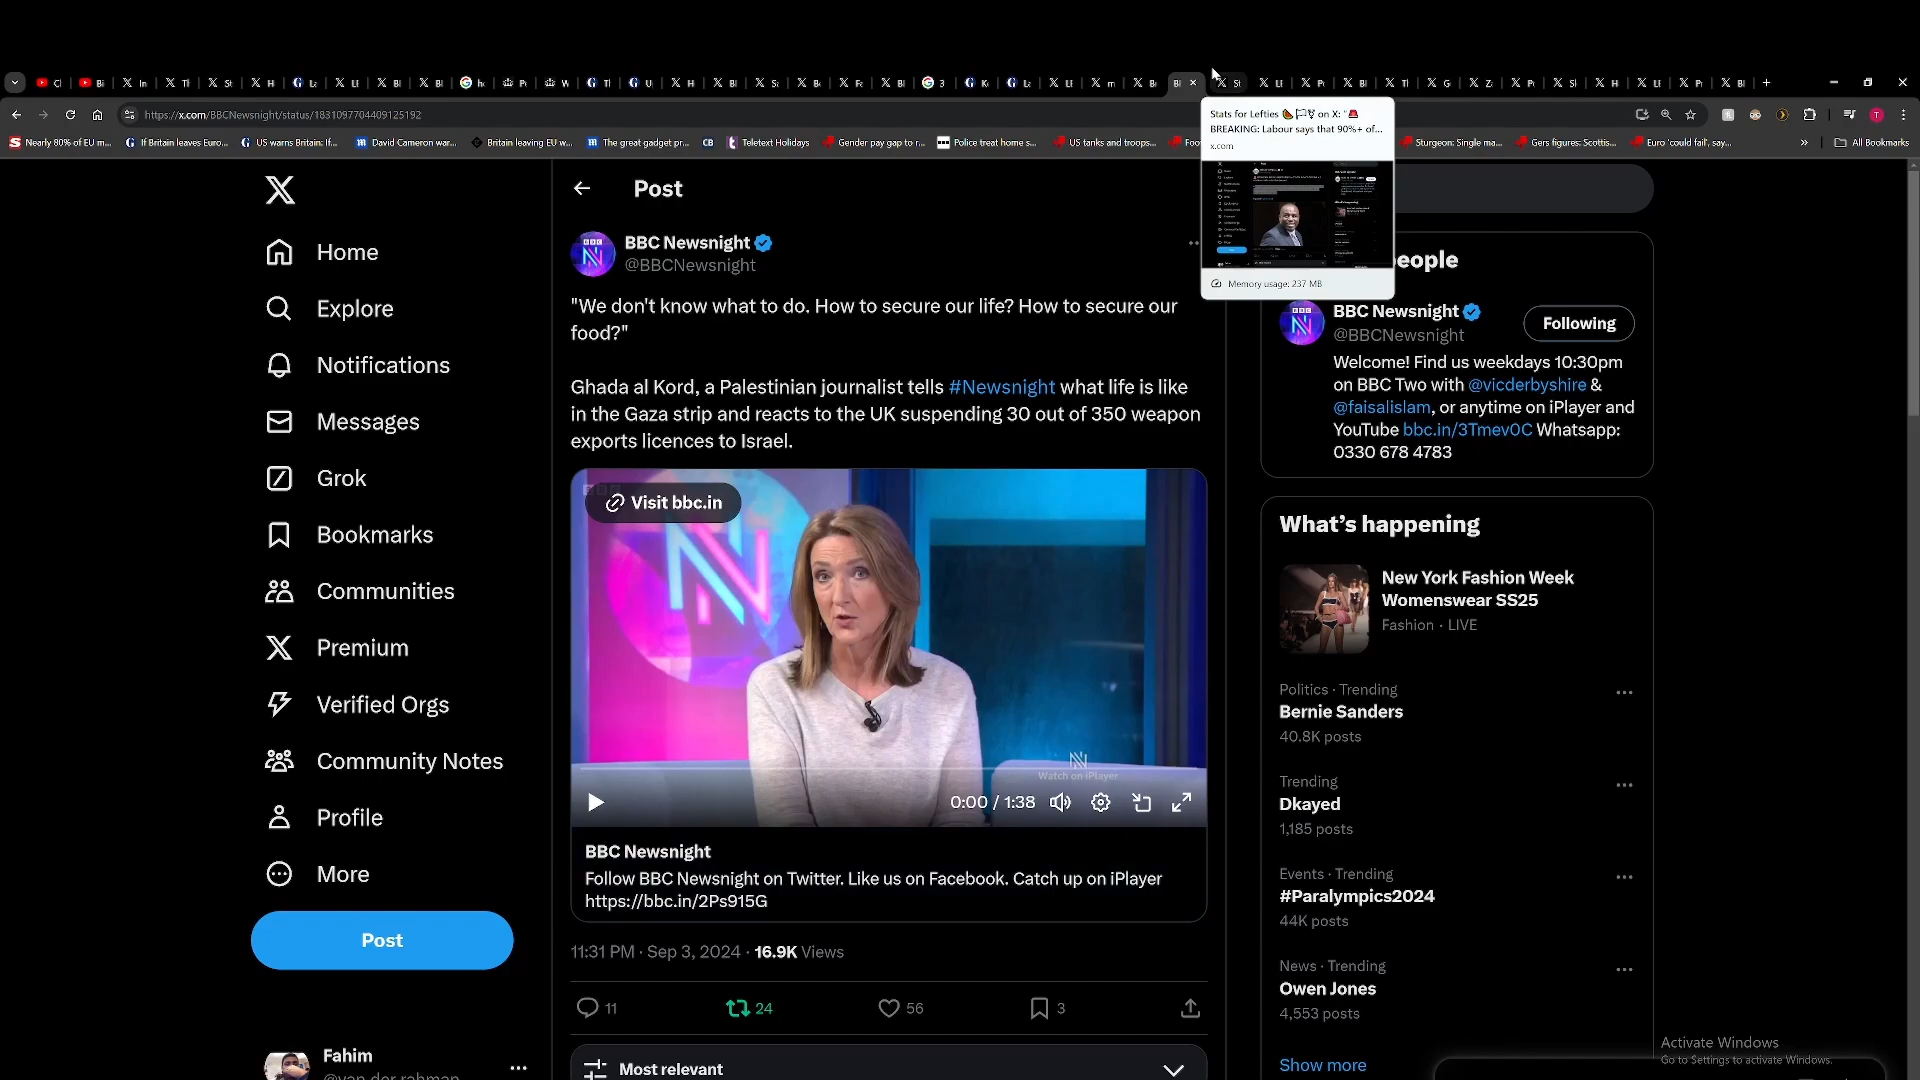 https://x.com/BBCNewsnight/status/1831097704409125192
Nearly 80% of EU m...
If Britain leaves Euro...
US warns Britain: If...
David Cameron war...
Britain leaving EU w...
The great gadget pr...
CB
Teletext Holidays
Gender pay gap to r...
Police treat home s...
US tanks and troops...
Foo
Sturgeon: Single ma...
Gers figures: Scottis...
Euro 'could fail', say...
All Bookmarks
Stats for Lefties on X: "
BREAKING: Labour says that 90%+ of...
x.com
Memory usage: 237 MB
Home
Explore
Notifications
Messages
Grok
Bookmarks
Communities
Premium
Verified Orgs
Community Notes
Profile
More
Post
Fahim
Post
BBC Newsnight
@BBCNewsnight
"We don't know what to do. How to secure our life? How to secure our
food?"
Ghada al Kord, a Palestinian journalist tells #Newsnight what life is like
in the Gaza strip and reacts to the UK suspending 30 out of 350 weapon
exports licences to Israel.
Visit bbc.in
Watch on iPlayer
0:00 / 1:38
BBC Newsnight
Follow BBC Newsnight on Twitter. Like us on Facebook. Catch up on iPlayer
https://bbc.in/2Ps915G
11:31 PM · Sep 3, 2024 · 16.9K Views
11
24
56
3
Most relevant
people
BBC Newsnight
@BBCNewsnight
Following
Welcome! Find us weekdays 10:30pm
on BBC Two with @vicderbyshire &
@faisalislam, or anytime on iPlayer and
YouTube bbc.in/3Tmev0C Whatsapp:
0330 678 4783
What's happening
New York Fashion Week
Womenswear SS25
Fashion · LIVE
Politics · Trending
Bernie Sanders
40.8K posts
Trending
Dkayed
1,185 posts
Events · Trending
#Paralympics2024
44K posts
News · Trending
Owen Jones
4,553 posts
Show more
Activate Windows
Go to Settings to activate Windows.